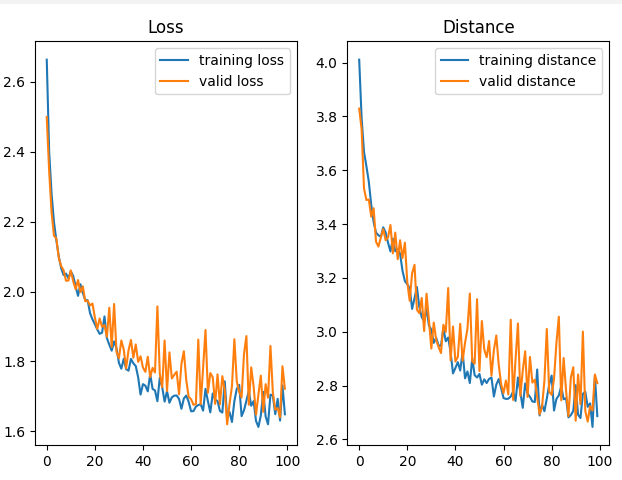 Loss
training loss
valid loss
2.6
2.4
2.2
2.0
1.8
1.6
0 20 40 60 80 100
Distance
training distance
valid distance
4.0
3.8
3.6
3.4
3.2
3.0
2.8
2.6
0 20 40 60 80 100